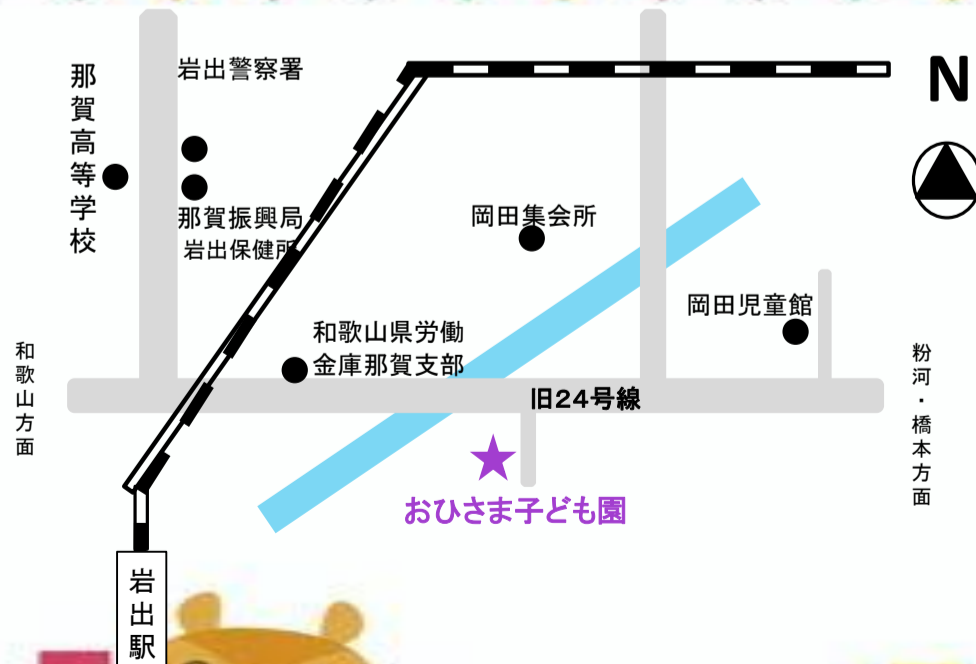 岩出警察署
N
那賀高等学校
那賀振興局
岩出保健所
岡田集会所
岡田児童館
和歌山県労働
金庫那賀支部
和歌山方面
粉河・橋本方面
旧24号線
おひさま子ども園
岩出駅